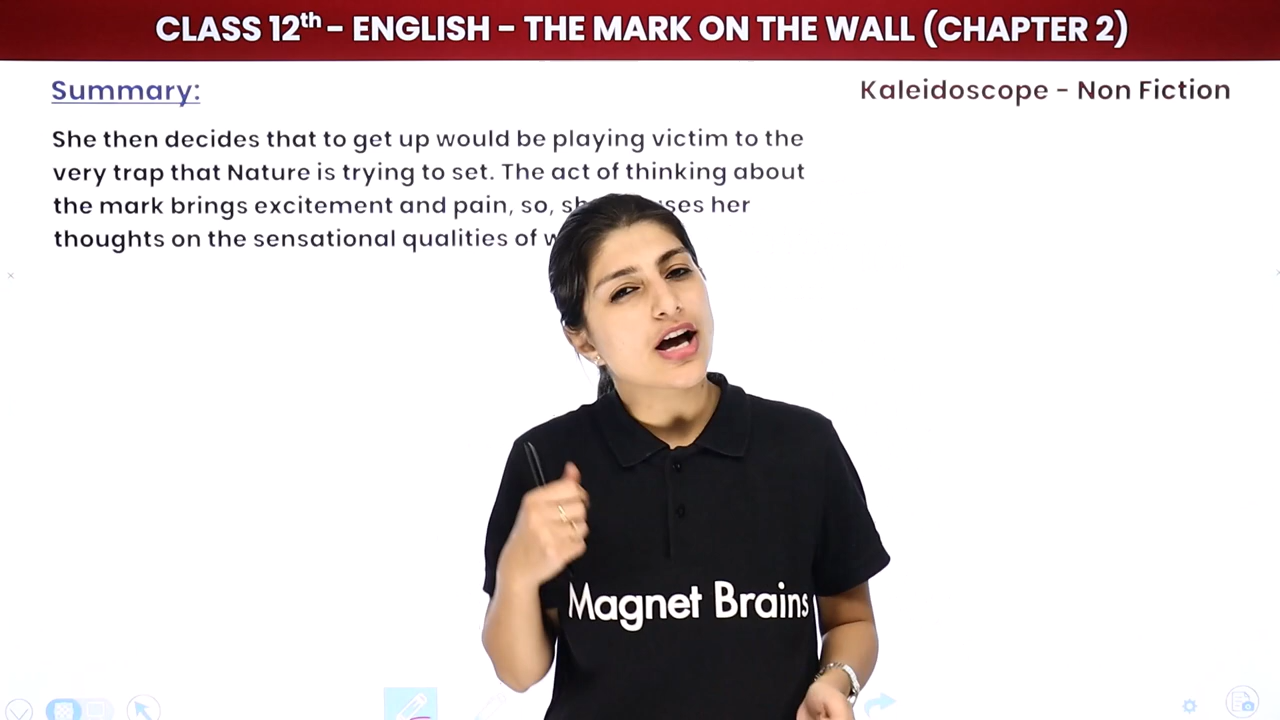 CLASS 12th - ENGLISH - THE MARK ON THE WALL (CHAPTER 2)
Summary:
Kaleidoscope - Non Fiction
She then decides that to get up would be playing victim to the
very trap that Nature is trying to set. The act of thinking about
the mark brings excitement and pain, so, her
thoughts on the sensational qualities of
Magnet Brains